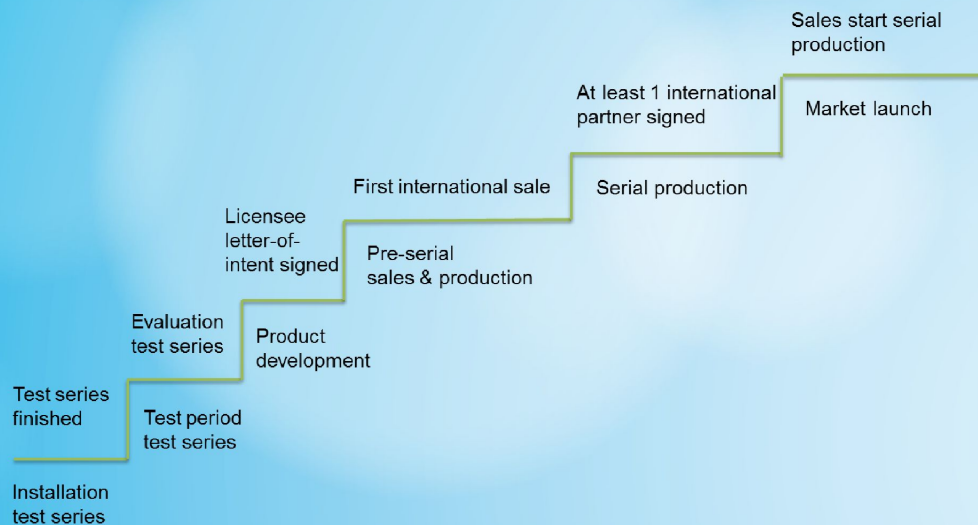 Sales start serial
production
At least 1 international
partner signed
Market launch
First international sale
Serial production
Licensee
letter-of-
intent signed
Pre-serial
sales & production
Evaluation
test series
Product
development
Test series
finished
Test period
test series
Installation
test series